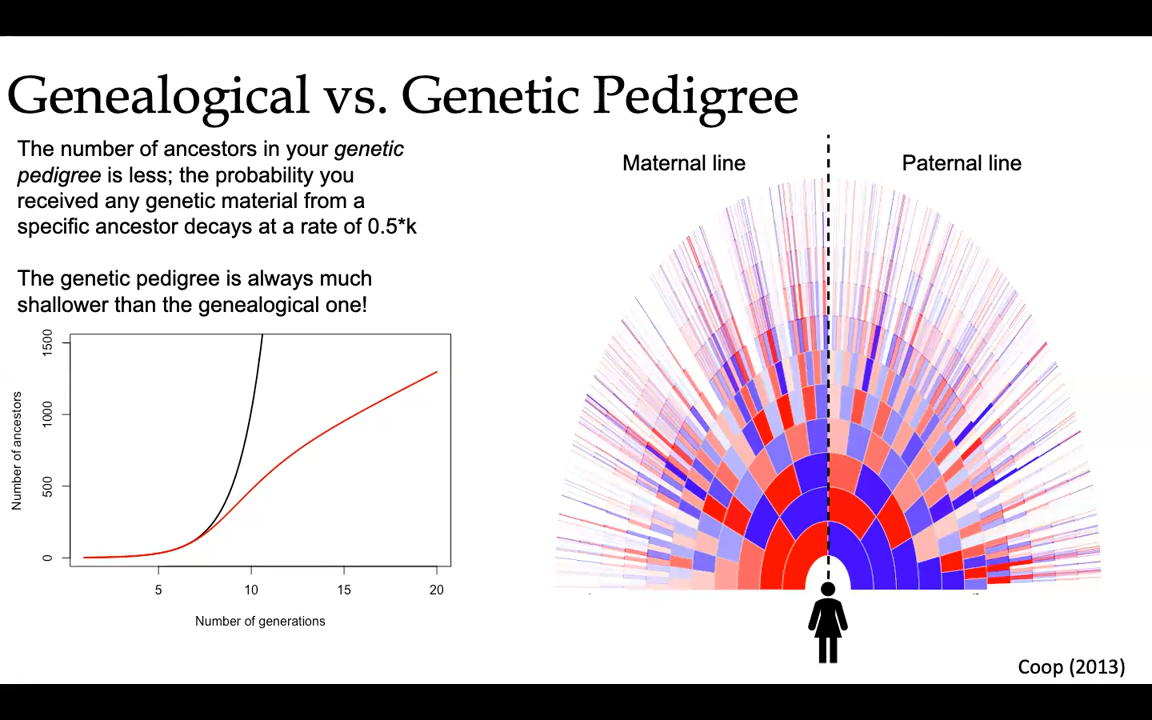 Genealogical vs. Genetic Pedigree
The number of ancestors in your genetic
pedigree is less; the probability you
received any genetic material from a
specific ancestor decays at a rate of 0.5*k
The genetic pedigree is always much
shallower than the genealogical one!
Number of ancestors
1500
1000
500
0
5 10 15 20
Number of generations
Maternal line
Paternal line
Coop (2013)